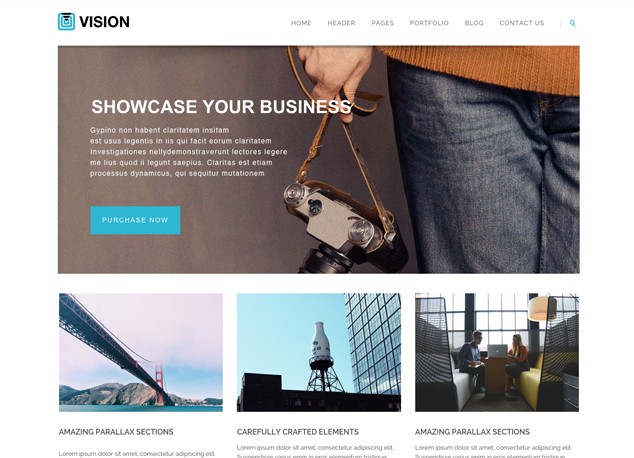 VISION
HOME HEADER PAGES PORTFOLIO BLOG CONTACT US
SHOWCASE YOUR BUSINESS
Gypino non habent claritatem insitam
est usus legentis in iis qui facit eorum claritatem
Investigationes nellydemonstraverunt lectores legere
me lius quod ii legunt saepius. Claritas est etiam
processus dynamicus, qui sequitur mutationem
PURCHASE NOW
AMAZING PARALLAX SECTIONS
Lorem ipsum dolor sit amet, consectetur adipiscing elit.
CAREFULLY CRAFTED ELEMENTS
Lorem ipsum dolor sit amet, consectetur adipiscing elit.
Suspendisse varius enim in eros elementum tristique.
AMAZING PARALLAX SECTIONS
Lorem ipsum dolor sit amet, consectetur adipiscing elit.
Suspendisse varius enim in eros elementum tristique.